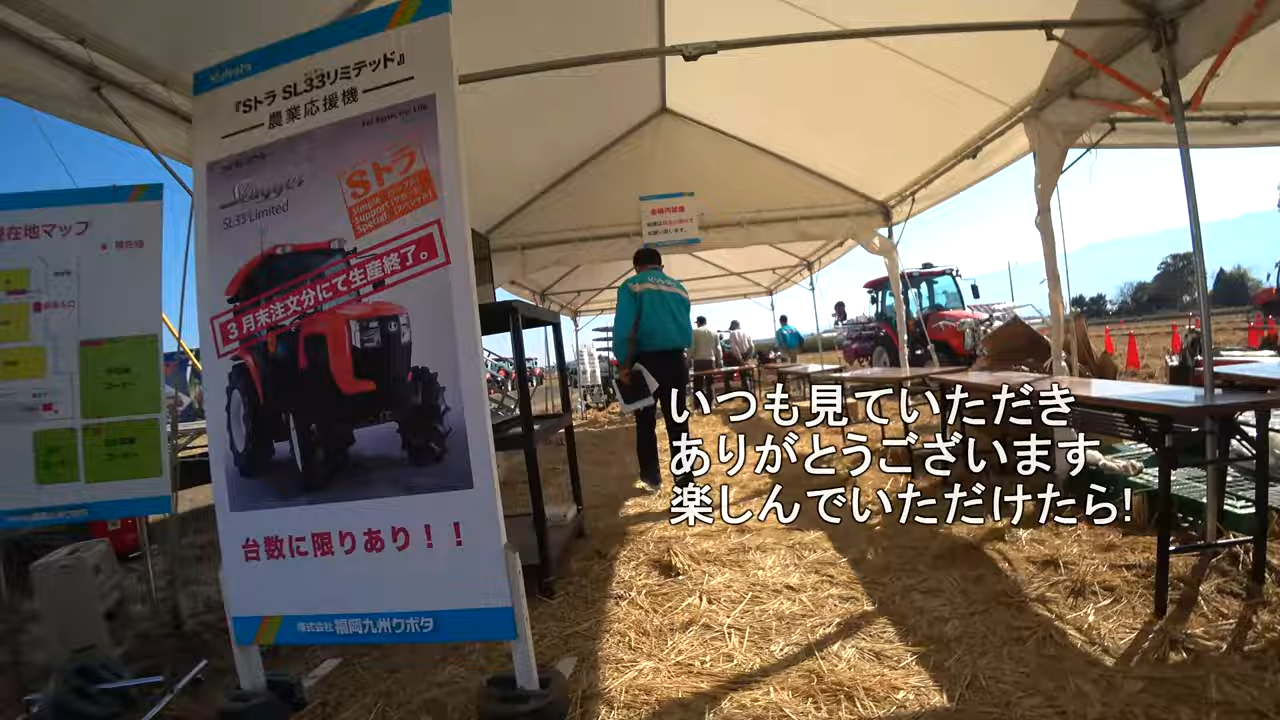 Kubota
『Sトラ SL33リミテッド』
農業応援機
For Earth, For Life
Slugger
SL33 Limited
Sトラ
Simple
Support
Special
3月末注文分にて生産終了。
台数に限りあり！！
株式会社 福岡九州クボタ
現在地マップ
いつも見ていただき
ありがとうございます
楽しんでいただけたら!